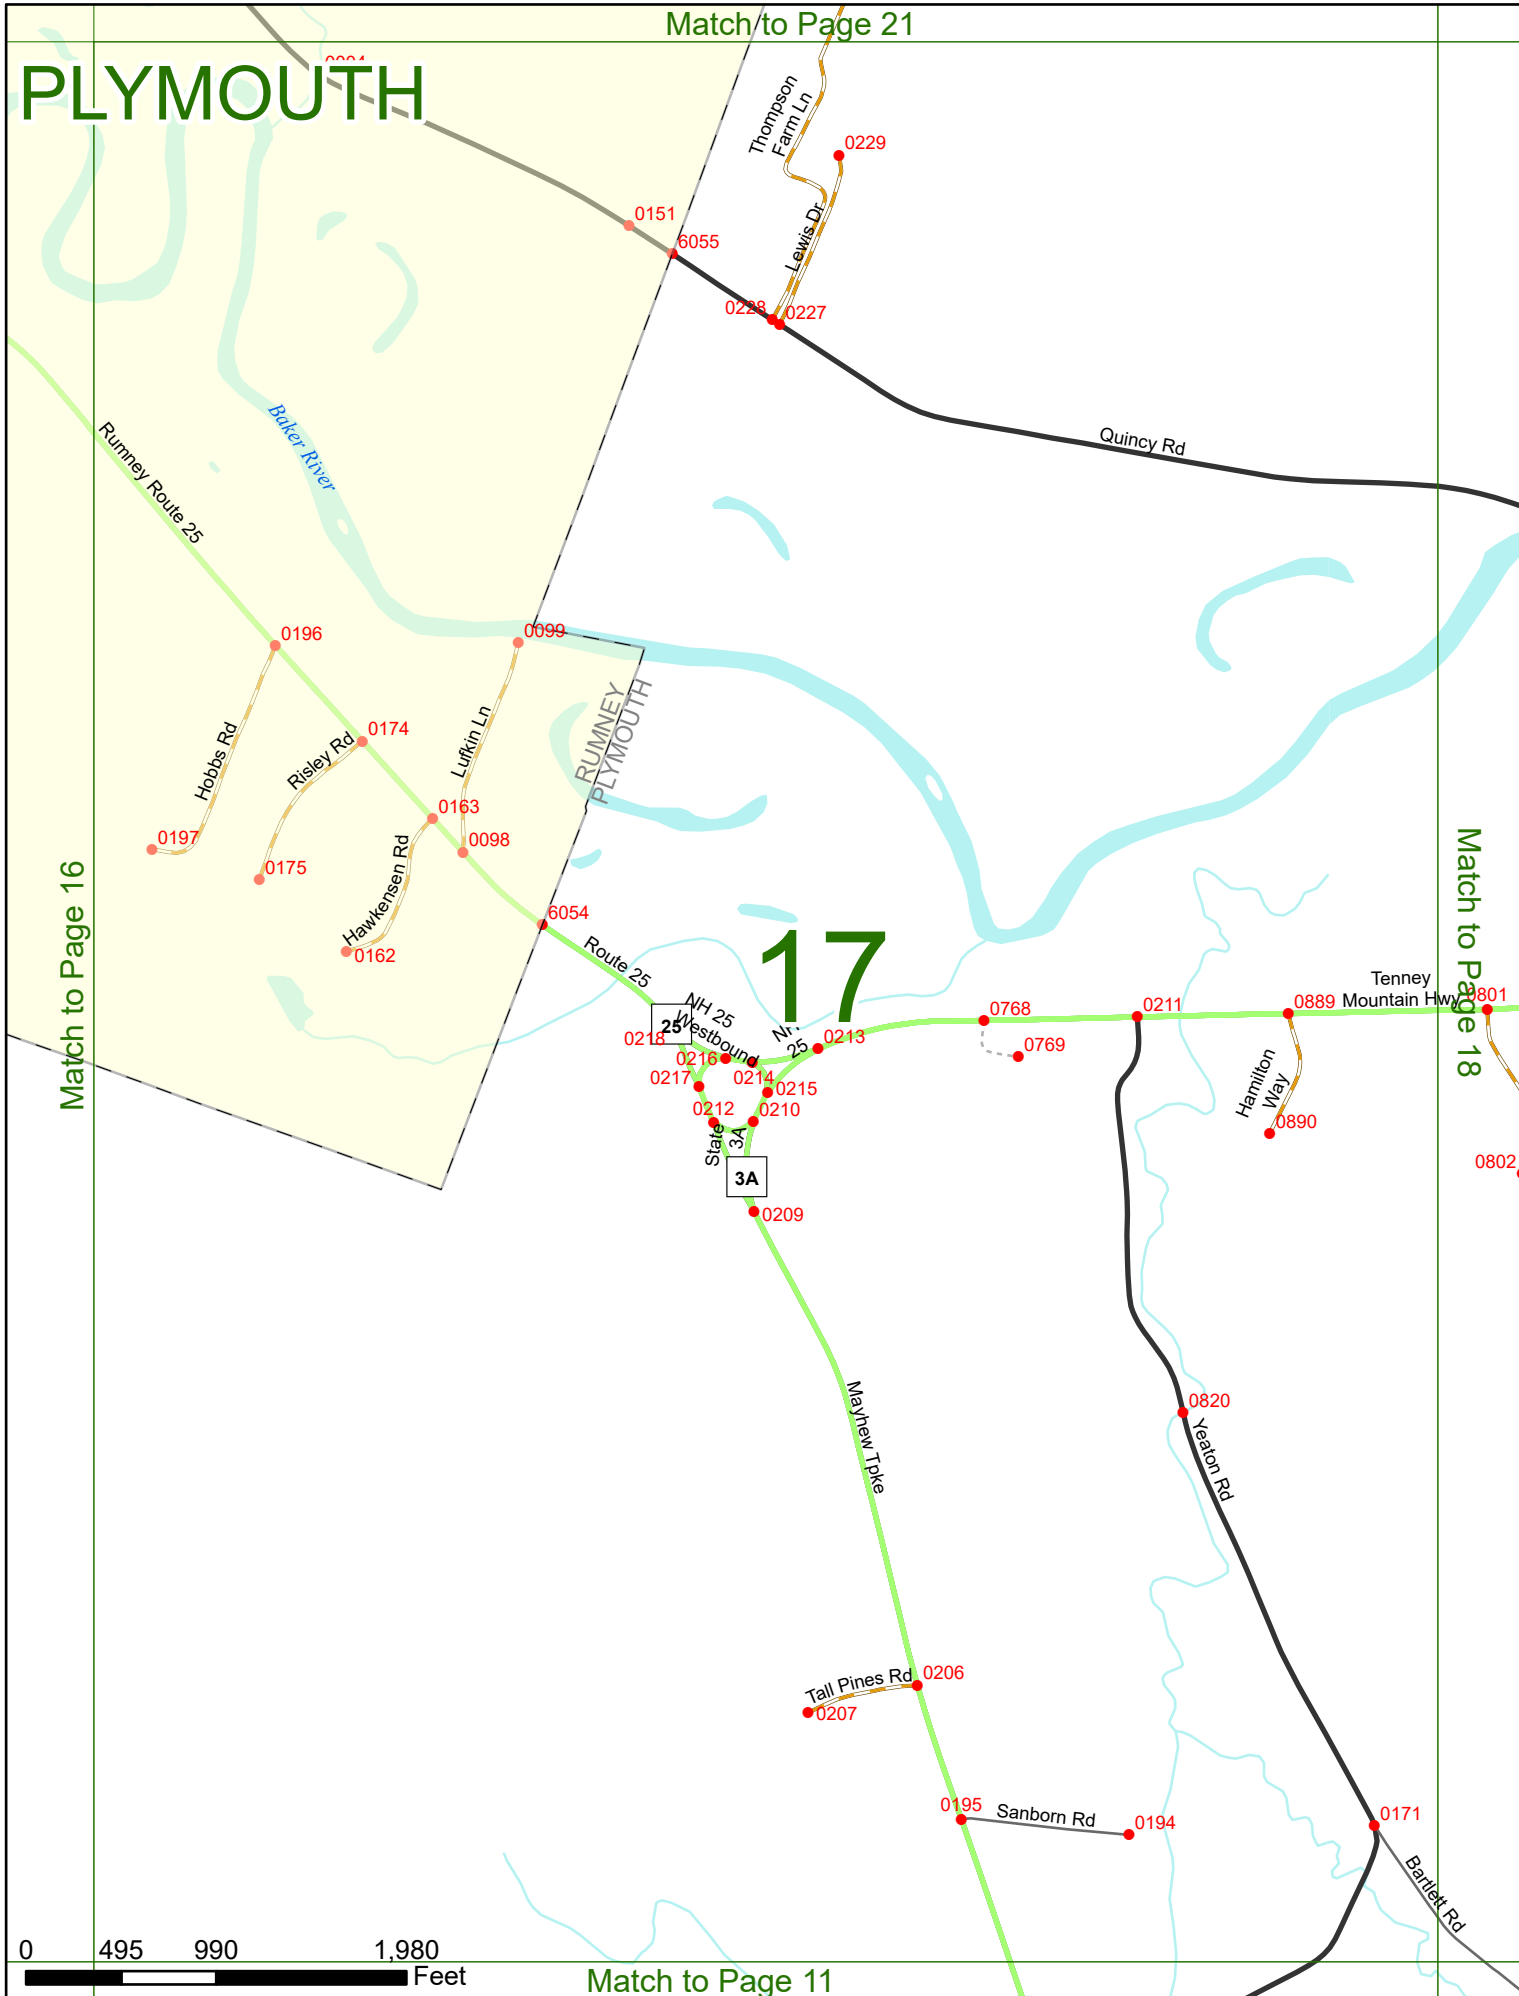 Match to Page 21
PLYMOUTH
Thompson
Farm Ln
0229
0151
6055
Lewis Dr
0228
0227
Quincy Rd
Rumney Route 25
Baker River
0196
0099
RUMNEY
PLYMOUTH
0174
Hobbs Rd
Risley Rd
Lufkin Ln
0163
0098
0197
0175
Hawkensen Rd
0162
6054
Match to Page 16
Route 25
17
Match to Page 18
Tenney
Mountain Hwy
0801
0889
0211
0768
0769
NH 25
Westbound
25
25
0213
0218
0216
0214
0217
0215
0212
0210
State
3A
3A
0209
Hamilton
Way
0890
0802
Mayhew Tpke
0820
Yeaton Rd
Tall Pines Rd
0206
0207
0195
Sanborn Rd
0194
0171
Bartlett Rd
0 495 990 1,980
Feet
Match to Page 11